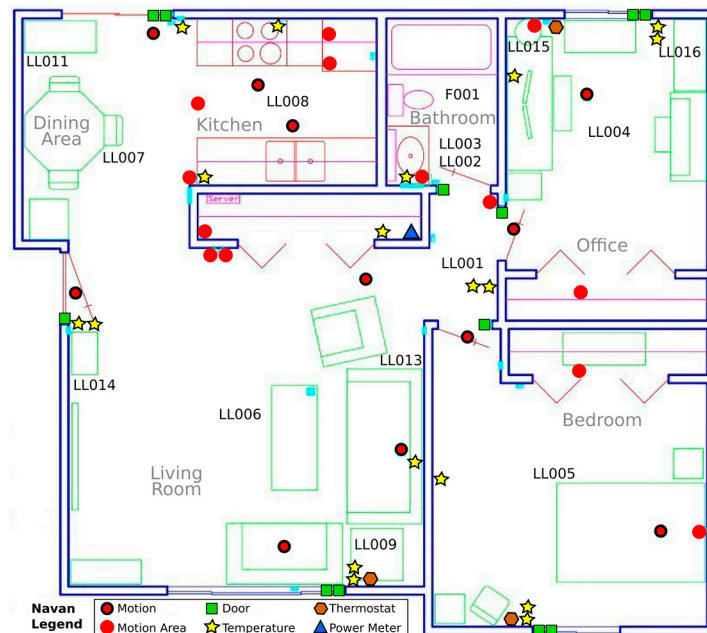 LL011
LL015
LL016
F001
LL008
Dining
Area
Kitchen
Bathroom
LL004
LL007
LL003
LL002
Server
Office
LL001
LL013
LL014
LL006
Bedroom
Living
Room
LL005
LL009
Navan
Legend
Motion
Door
Thermostat
Motion Area
Temperature
Power Meter